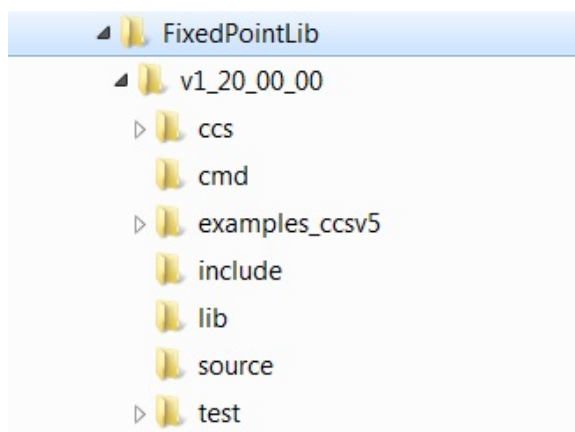 FixedPointLib
v1_20_00_00
ccs
cmd
examples_ccsv5
include
lib
source
test